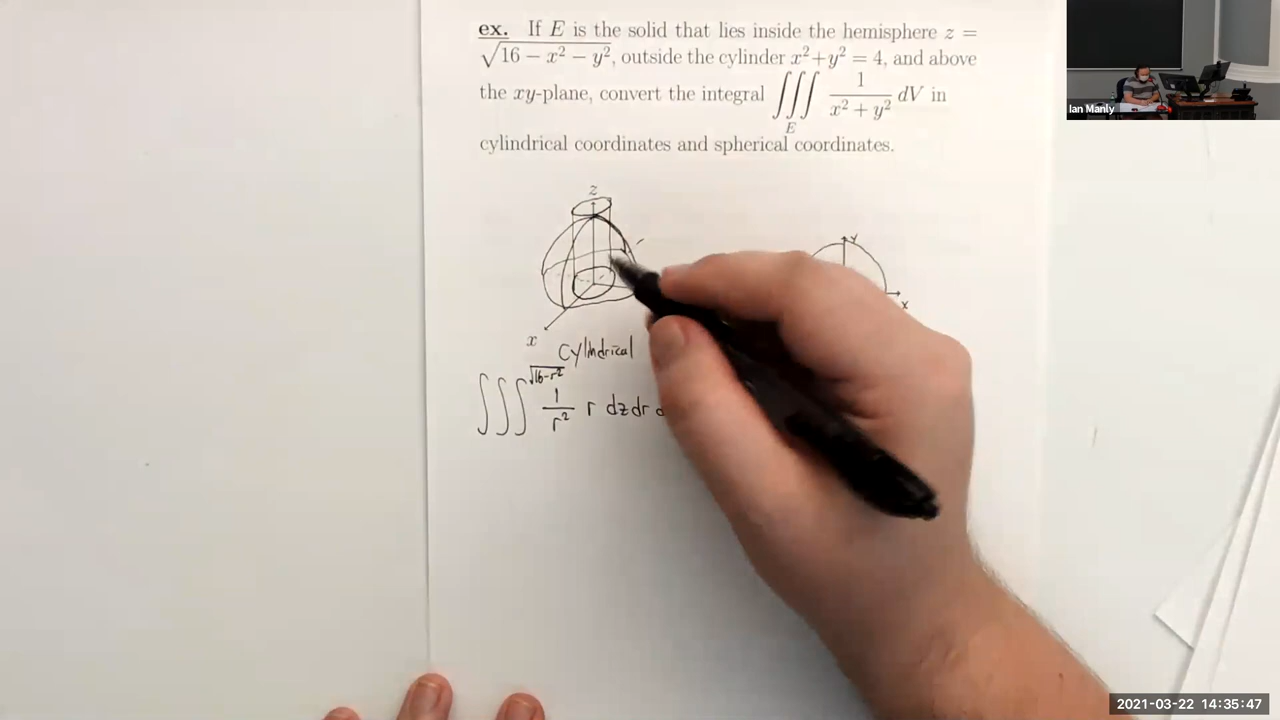 ex. If E is the solid that lies inside the hemisphere z =
√(16 − x² − y²), outside the cylinder x² + y² = 4, and above
the xy-plane, convert the integral ∭_E 1/(x² + y²) dV in
cylindrical coordinates and spherical coordinates.
Ian Manly
z
y
x
x
Cylindrical
∫∫∫^√(16-r²) 1/r² r dz dr
2021-03-22 14:35:47